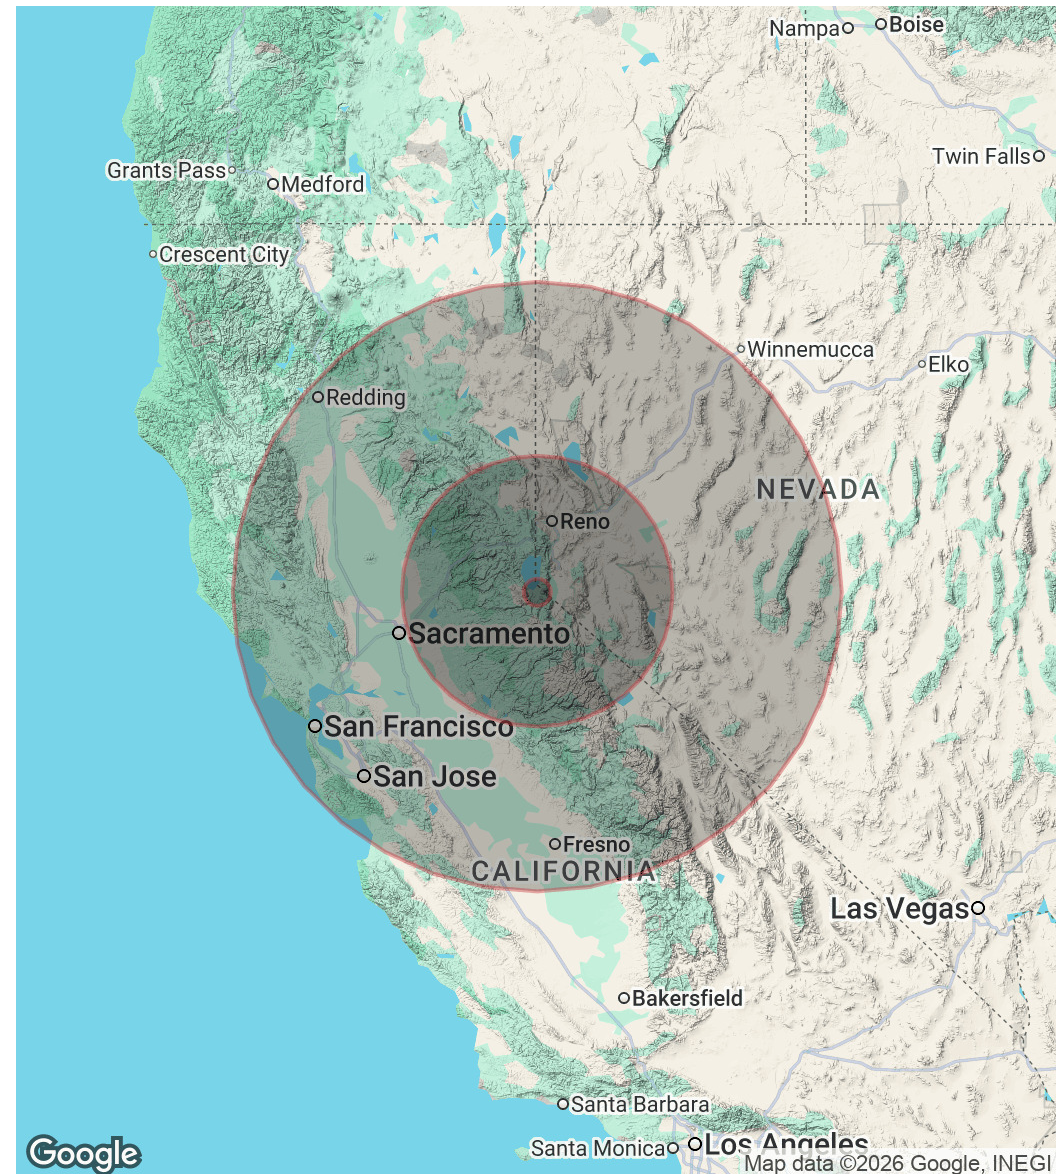 Nampa
Boise
Twin Falls
Grants Pass
Medford
Crescent City
Winnemucca
Elko
Redding
NEVADA
Reno
Sacramento
San Francisco
San Jose
Fresno
CALIFORNIA
Las Vegas
Bakersfield
Santa Barbara
Santa Monica
Los Angeles
Google
Map data ©2026 Google, INEGI